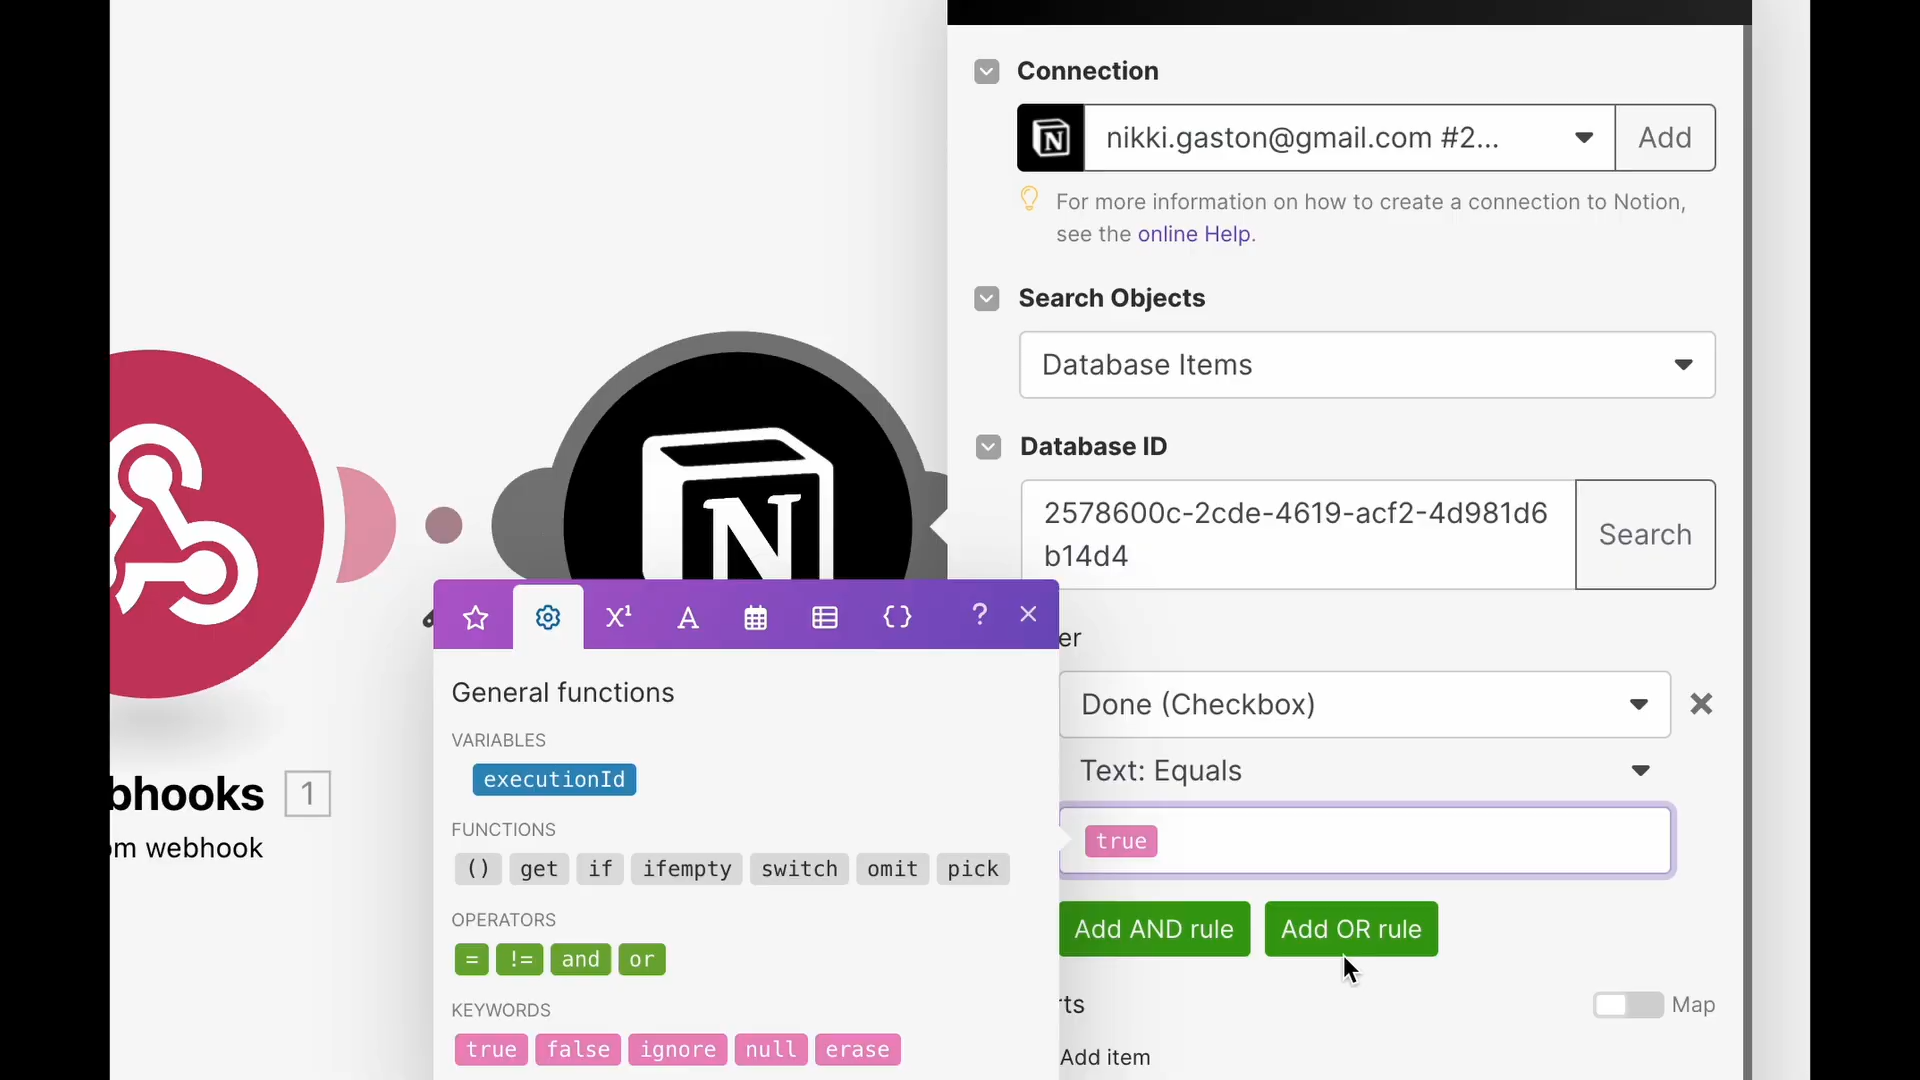 Connection
nikki.gaston@gmail.com #2...
Add
For more information on how to create a connection to Notion,
see the online Help.
Search Objects
Database Items
Database ID
2578600c-2cde-4619-acf2-4d981d6
b14d4
Search
er
Done (Checkbox)
Text: Equals
true
Add AND rule
Add OR rule
rts
Map
Add item
N
bhooks
1
om webhook
X¹
A
{}
?
General functions
VARIABLES
executionId
FUNCTIONS
() get if ifempty switch omit pick
OPERATORS
= != and or
KEYWORDS
true false ignore null erase